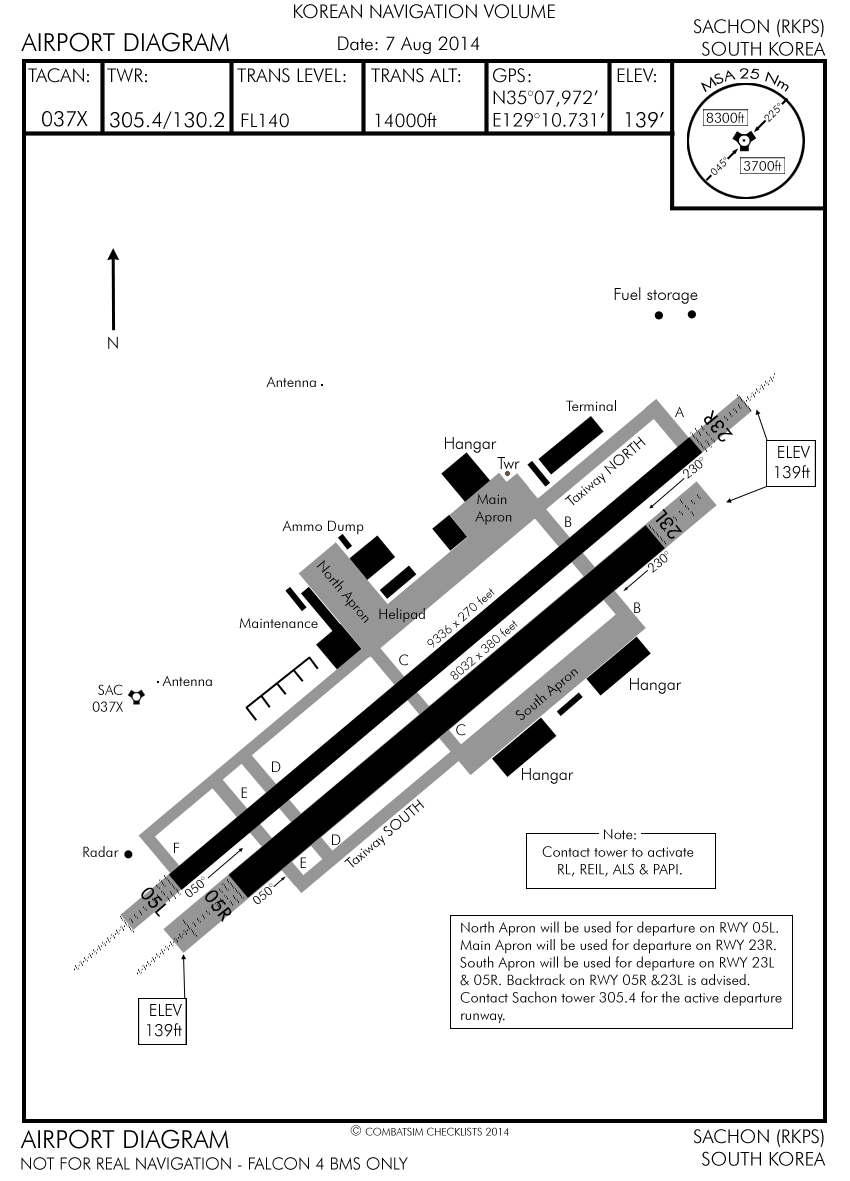 KOREAN NAVIGATION VOLUME
AIRPORT DIAGRAM
Date: 7 Aug 2014
SACHON (RKPS)
SOUTH KOREA
TACAN:
037X
TWR:
305.4/130.2
TRANS LEVEL:
FL140
TRANS ALT:
14000ft
GPS:
N35°07,972’
E129°10.731’
ELEV:
139’
MSA 25 Nm
8300ft
225°
045°
3700ft
N
Fuel storage
Antenna
Terminal
A
23R
Hangar
Twr
Taxiway NORTH
230°
ELEV
139ft
Main
Apron
B
23L
Ammo Dump
230°
North Apron
Helipad
9336 x 270 feet
B
Maintenance
8032 x 380 feet
C
Antenna
SAC
037X
South Apron
Hangar
C
Hangar
D
E
D
Taxiway SOUTH
F
E
Radar
050°
050°
05L
05R
Note:
Contact tower to activate
RL, REIL, ALS & PAPI.
North Apron will be used for departure on RWY 05L.
Main Apron will be used for departure on RWY 23R.
South Apron will be used for departure on RWY 23L
& 05R. Backtrack on RWY 05R &23L is advised.
Contact Sachon tower 305.4 for the active departure
runway.
ELEV
139ft
© COMBATSIM CHECKLISTS 2014
AIRPORT DIAGRAM
NOT FOR REAL NAVIGATION - FALCON 4 BMS ONLY
SACHON (RKPS)
SOUTH KOREA